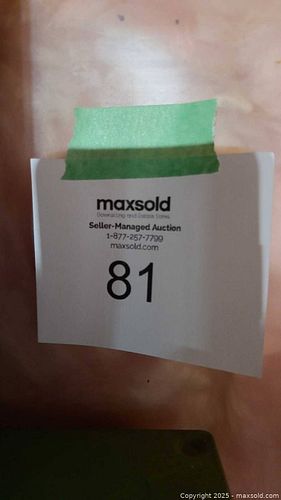 maxsold
Downsizing and Estate Sales
Seller-Managed Auction
1-877-257-7799
maxsold.com
81
Copyright © 2025 - maxsold.com